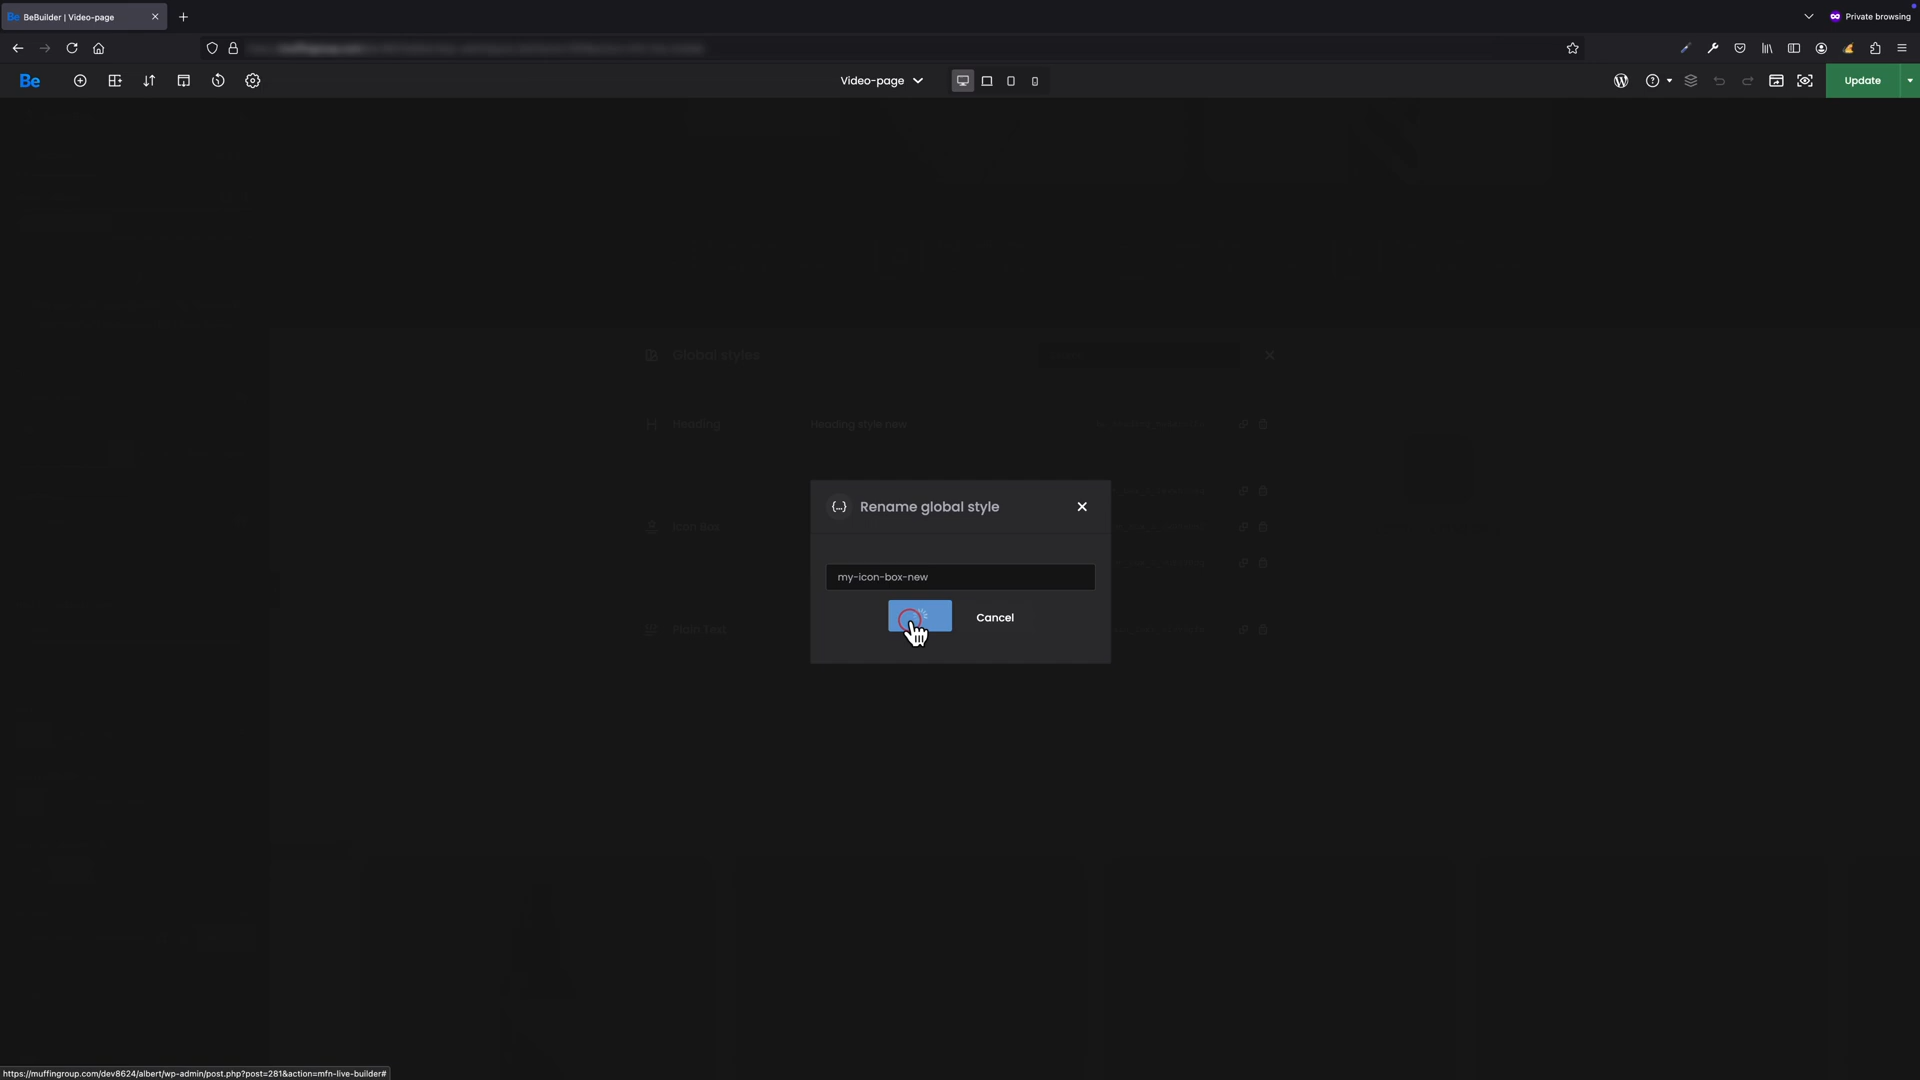 Be BeBuilder | Video-page
Private browsing
Be
Video-page
Update
Global styles
Heading
Heading style new
Rename global style
Icon Box
my-icon-box-new
Cancel
Plain Text
https://muffingroup.com/dev8624/albert/wp-admin/post.php?post=281&action=mfn-live-builder#